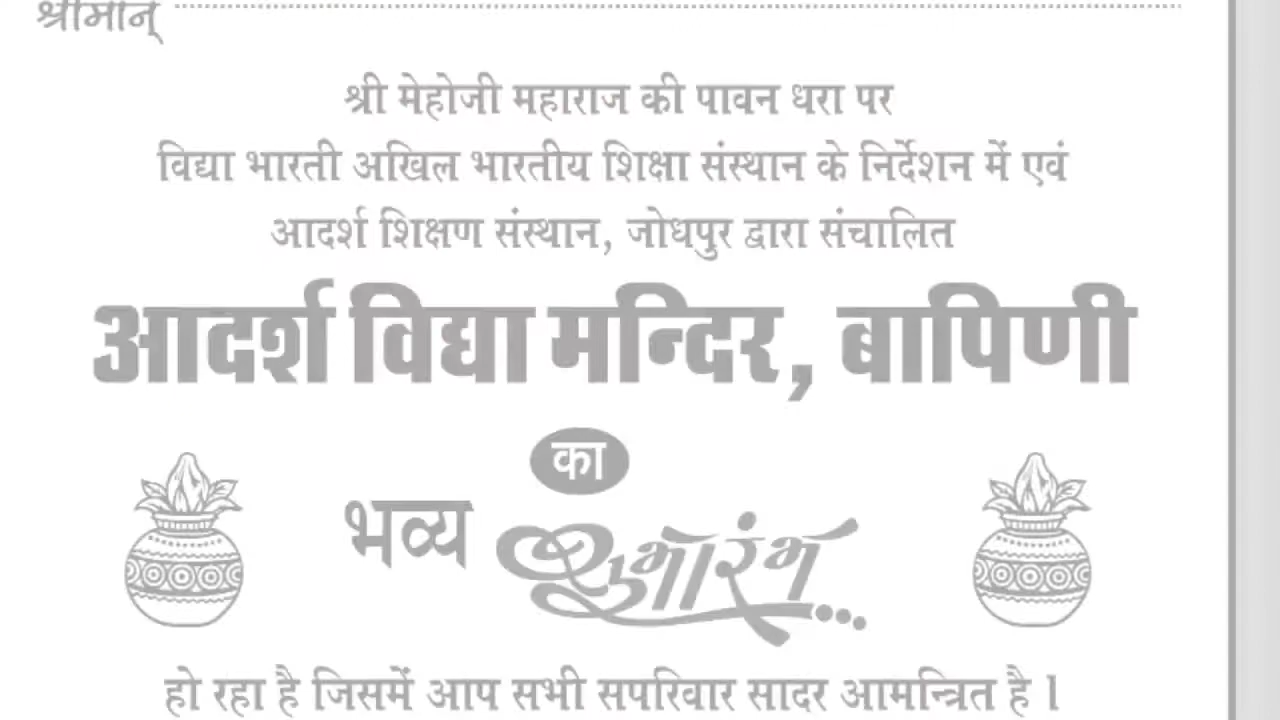 श्रीमान्
श्री मेहोजी महाराज की पावन धरा पर
विद्या भारती अखिल भारतीय शिक्षा संस्थान के निर्देशन में एवं
आदर्श शिक्षण संस्थान, जोधपुर द्वारा संचालित
आदर्श विद्या मन्दिर, बापिणी
का
भव्य शुभारंभ...
हो रहा है जिसमें आप सभी सपरिवार सादर आमन्त्रित है ।